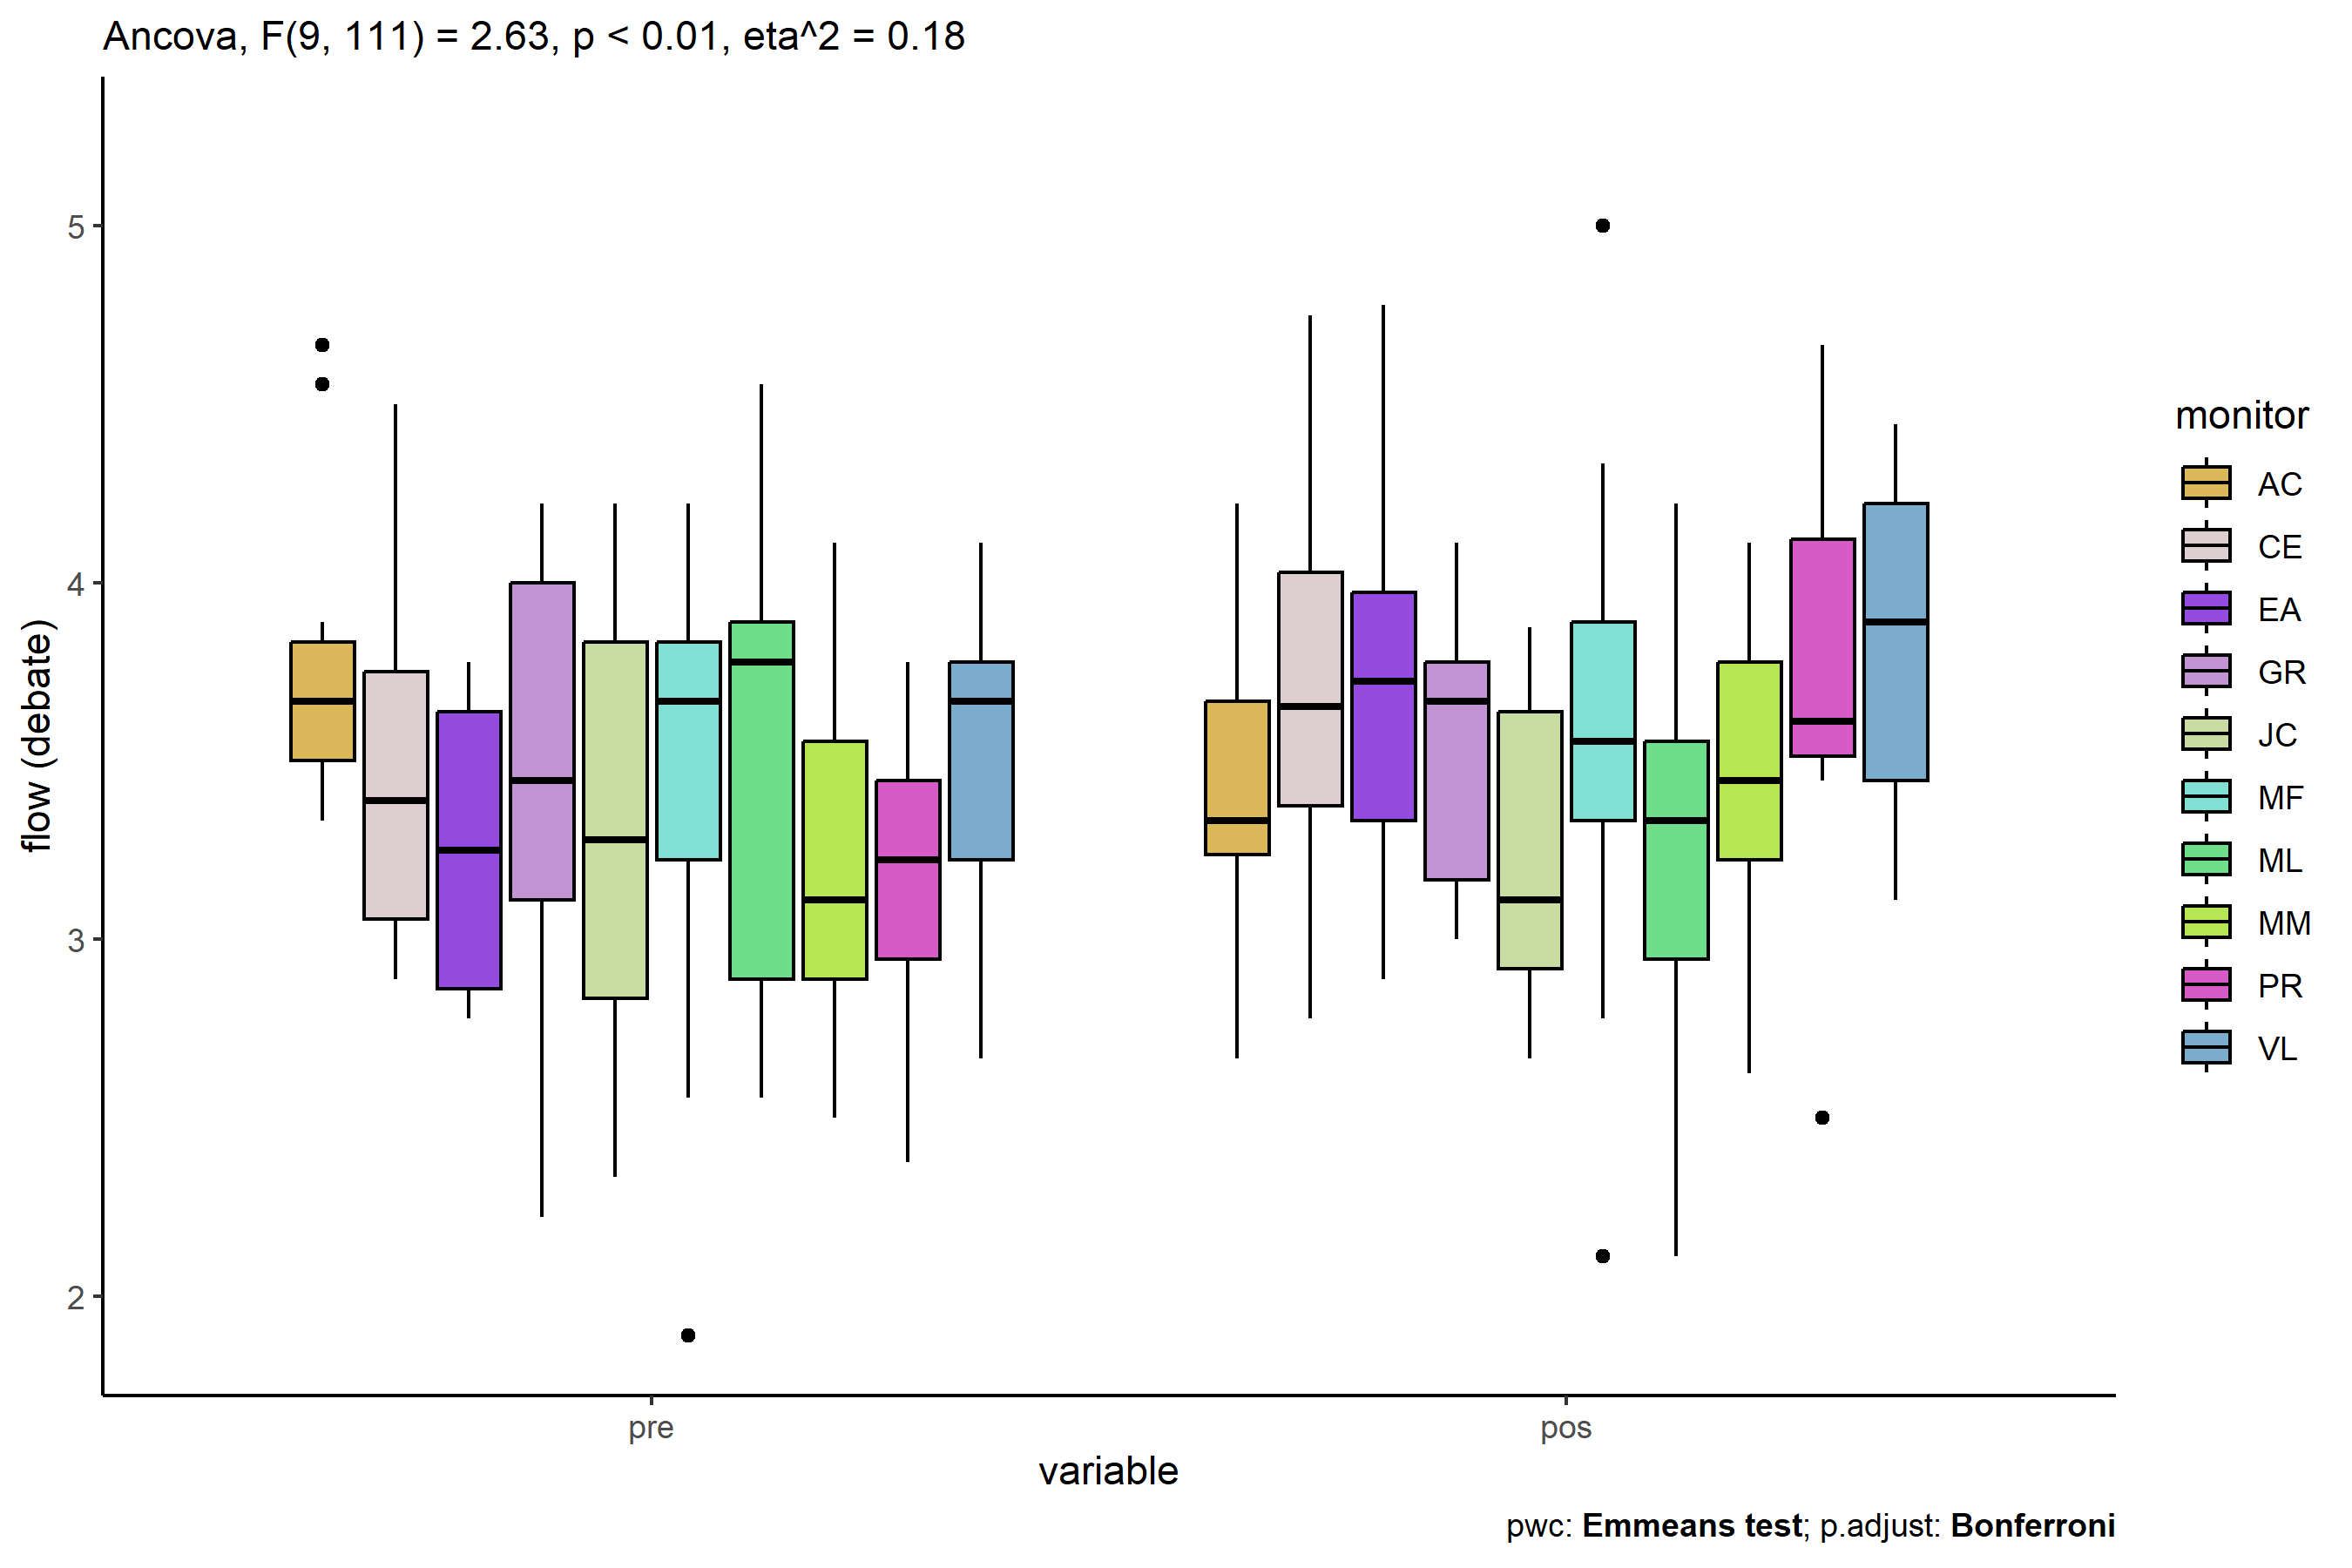 Ancova, F(9, 111) = 2.63, p < 0.01, eta^2 = 0.18
flow (debate)
5
4
3
2
pre
pos
variable
monitor
AC
CE
EA
GR
JC
MF
ML
MM
PR
VL
pwc: Emmeans test; p.adjust: Bonferroni